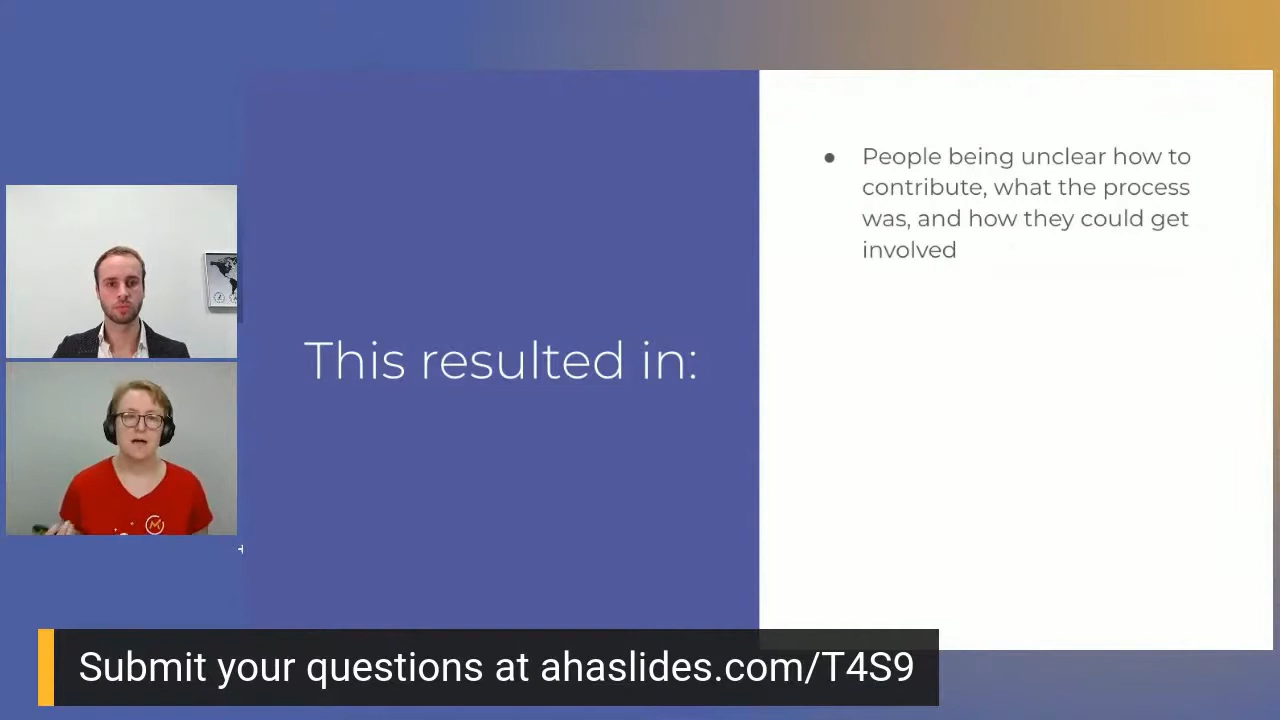 This resulted in:
● People being unclear how to
contribute, what the process
was, and how they could get
involved
Submit your questions at ahaslides.com/T4S9